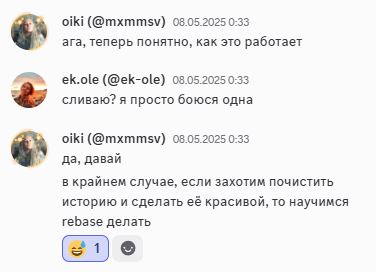 oiki (@mxmmsv) 08.05.2025 0:33
ага, теперь понятно, как это работает
ek.ole (@ek-ole) 08.05.2025 0:33
сливаю? я просто боюся одна
oiki (@mxmmsv) 08.05.2025 0:33
да, давай
в крайнем случае, если захотим почистить
историю и сделать её красивой, то научимся
rebase делать
😅 1